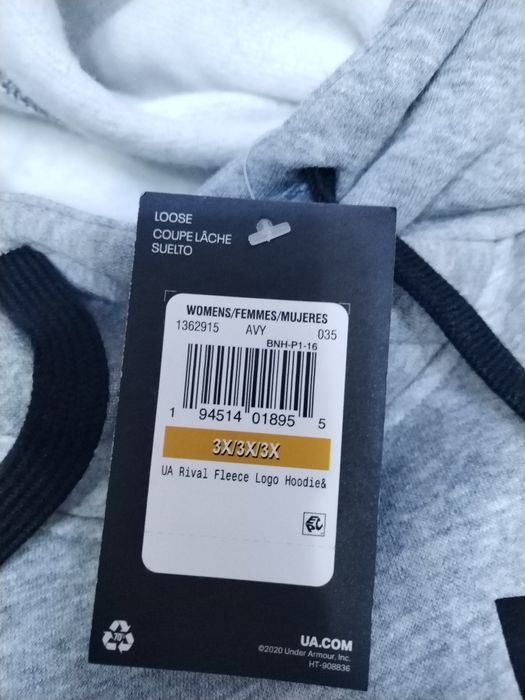 LOOSE
COUPE LÂCHE
SUELTO
WOMENS/FEMMES/MUJERES
1362915 AVY 035
BNH-P1-16
1 94514 01895 5
3X/3X/3X
UA Rival Fleece Logo Hoodie&
70%
UA.COM
©2020 Under Armour, Inc.
HT-908836